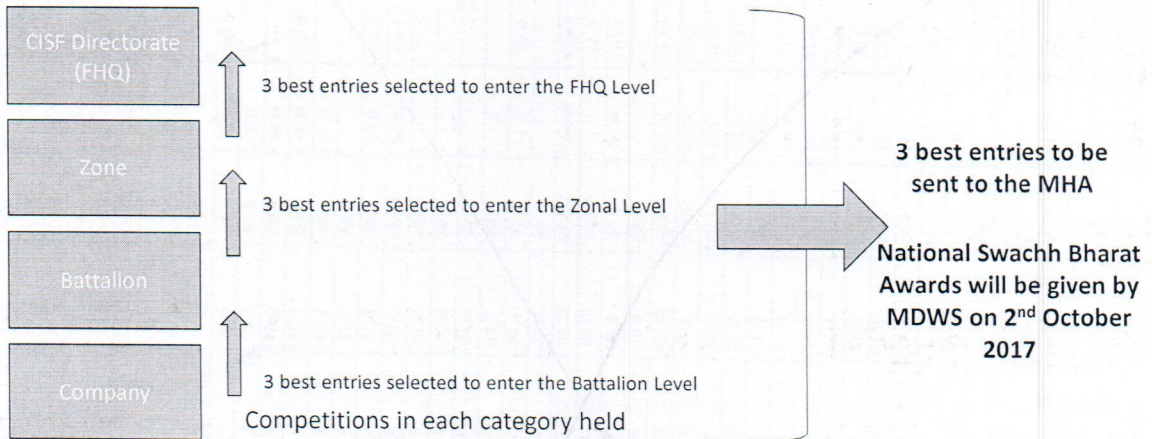 CISF Directorate
(FHQ)
3 best entries selected to enter the FHQ Level
Zone
3 best entries selected to enter the Zonal Level
Battalion
3 best entries selected to enter the Battalion Level
Company
Competitions in each category held
3 best entries to be
sent to the MHA
National Swachh Bharat
Awards will be given by
MDWS on 2nd October
2017